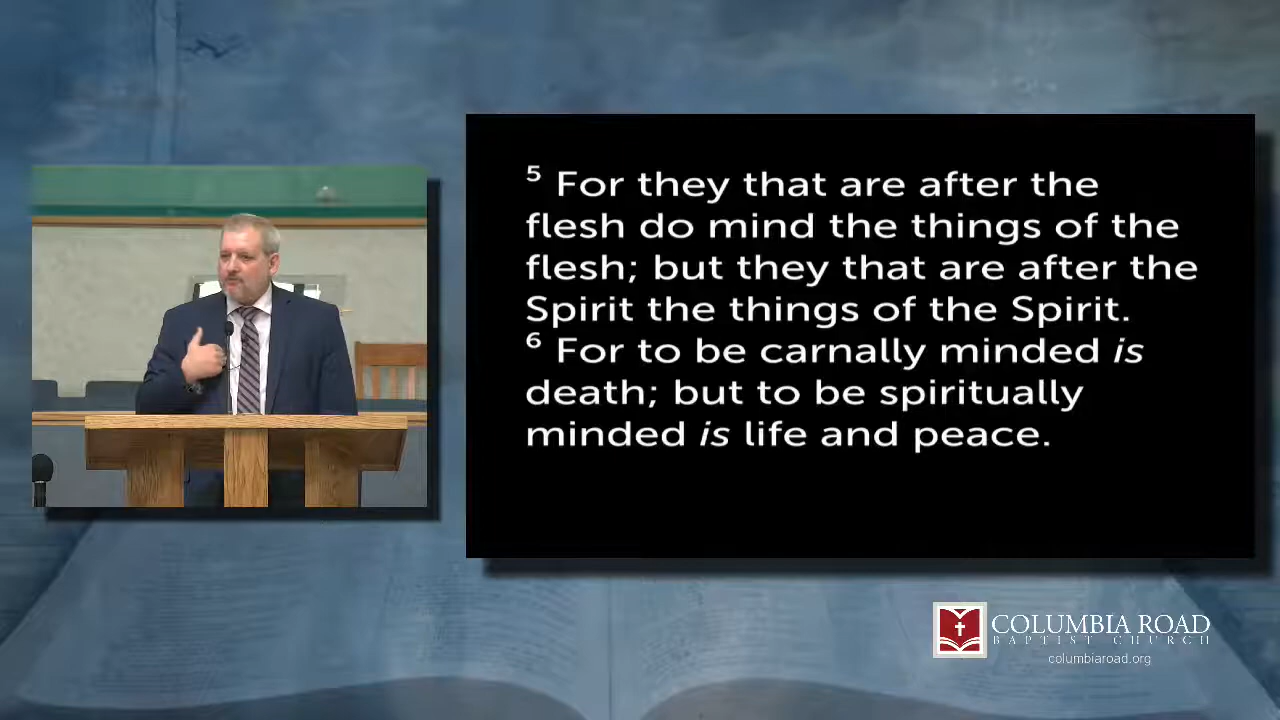 ⁵ For they that are after the
flesh do mind the things of the
flesh; but they that are after the
Spirit the things of the Spirit.
⁶ For to be carnally minded is
death; but to be spiritually
minded is life and peace.
COLUMBIA ROAD
BAPTIST CHURCH
columbiaroad.org